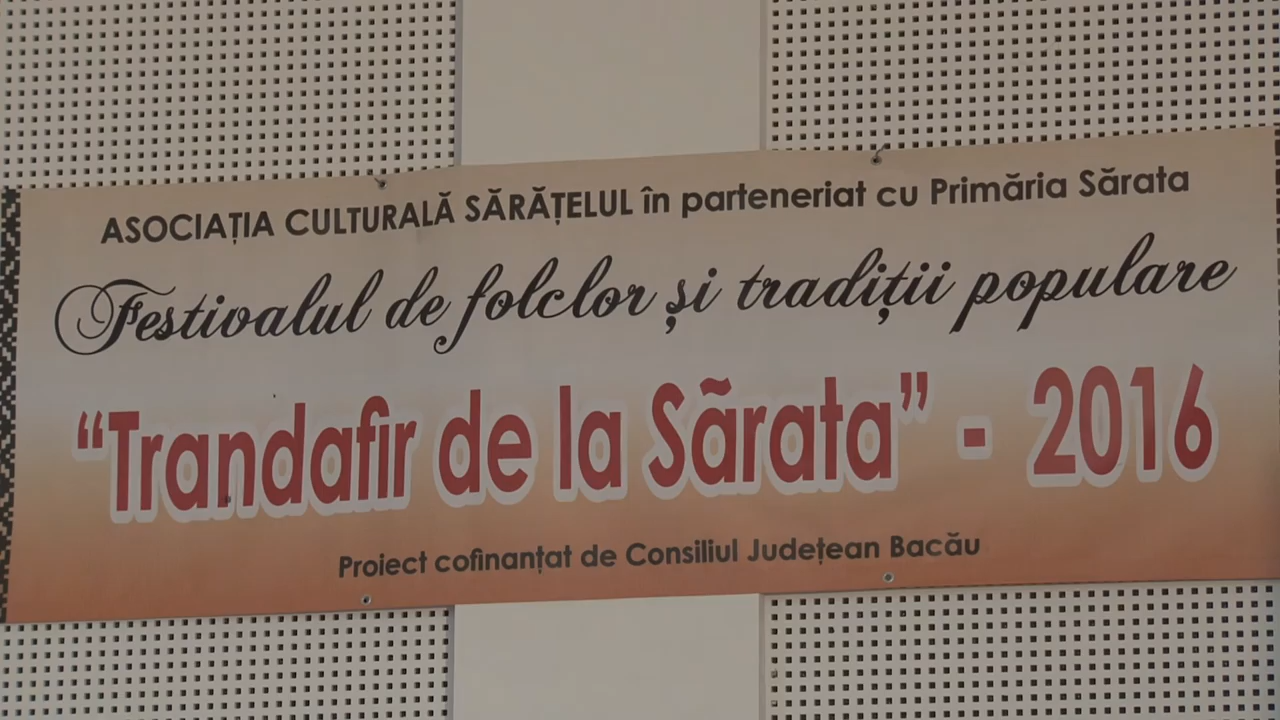 ASOCIAȚIA CULTURALĂ SĂRĂȚELUL în parteneriat cu Primăria Sărata
Festivalul de folclor și tradiții populare
“Trandafir de la Sãrata” - 2016
Proiect cofinanțat de Consiliul Județean Bacău